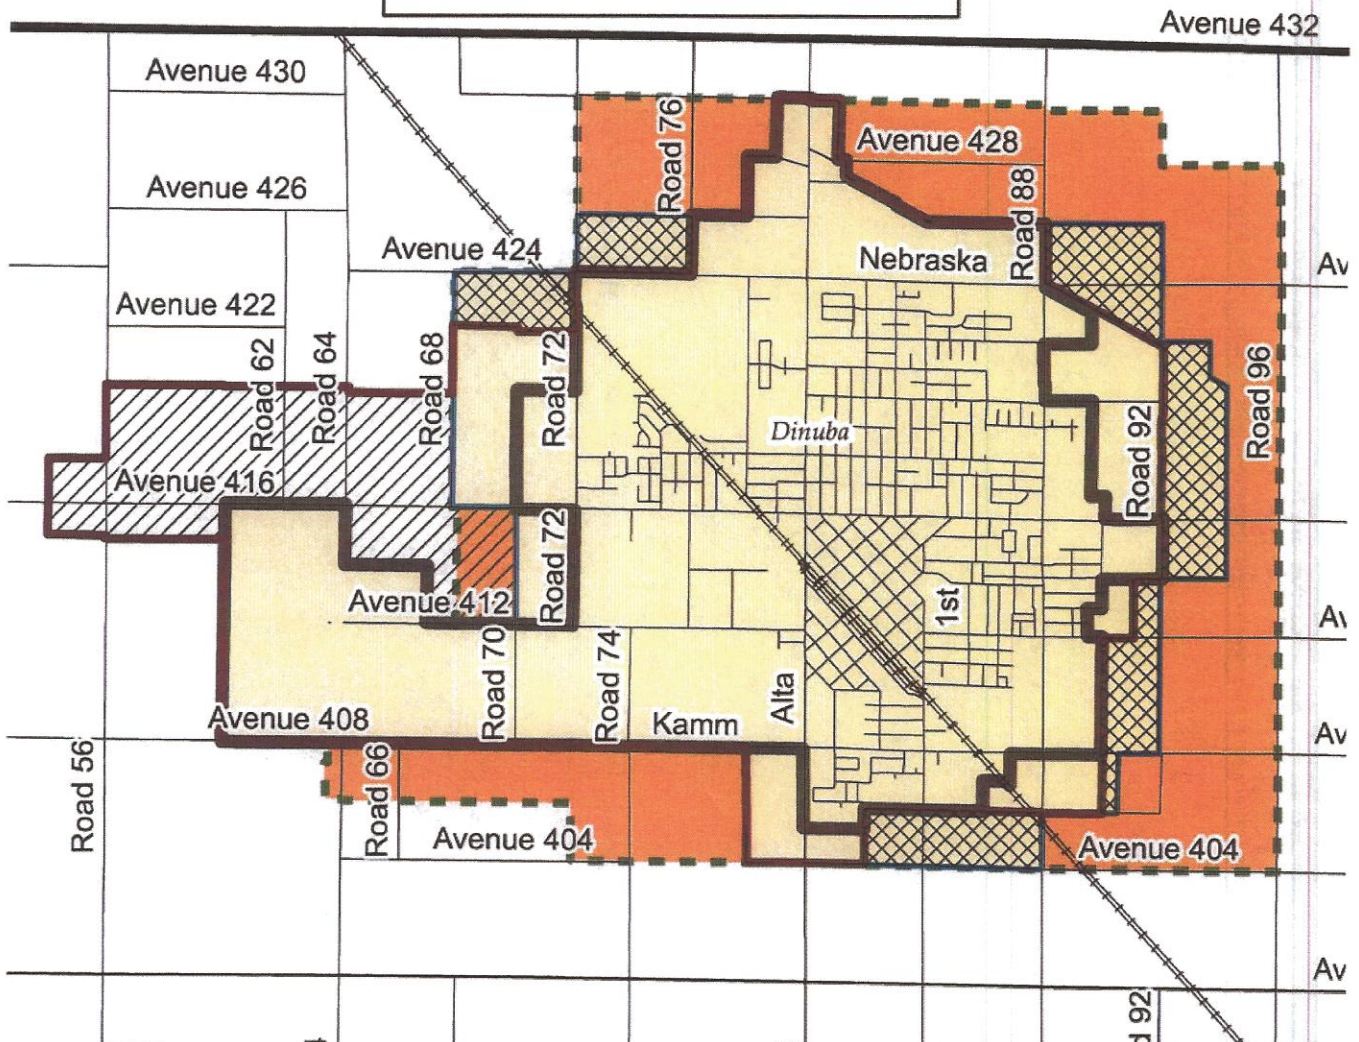 Avenue 432
Avenue 430
Road 76
Avenue 428
Avenue 426
Road 88
Avenue 424
Nebraska
Av
Avenue 422
Road 62
Road 64
Road 68
Road 72
Road 96
Dinuba
Road 92
Avenue 416
Road 72
Avenue 412
1st
Av
Road 70
Road 74
Alta
Avenue 408
Kamm
Av
Road 56
Road 66
Avenue 404
Avenue 404
Av
d 92